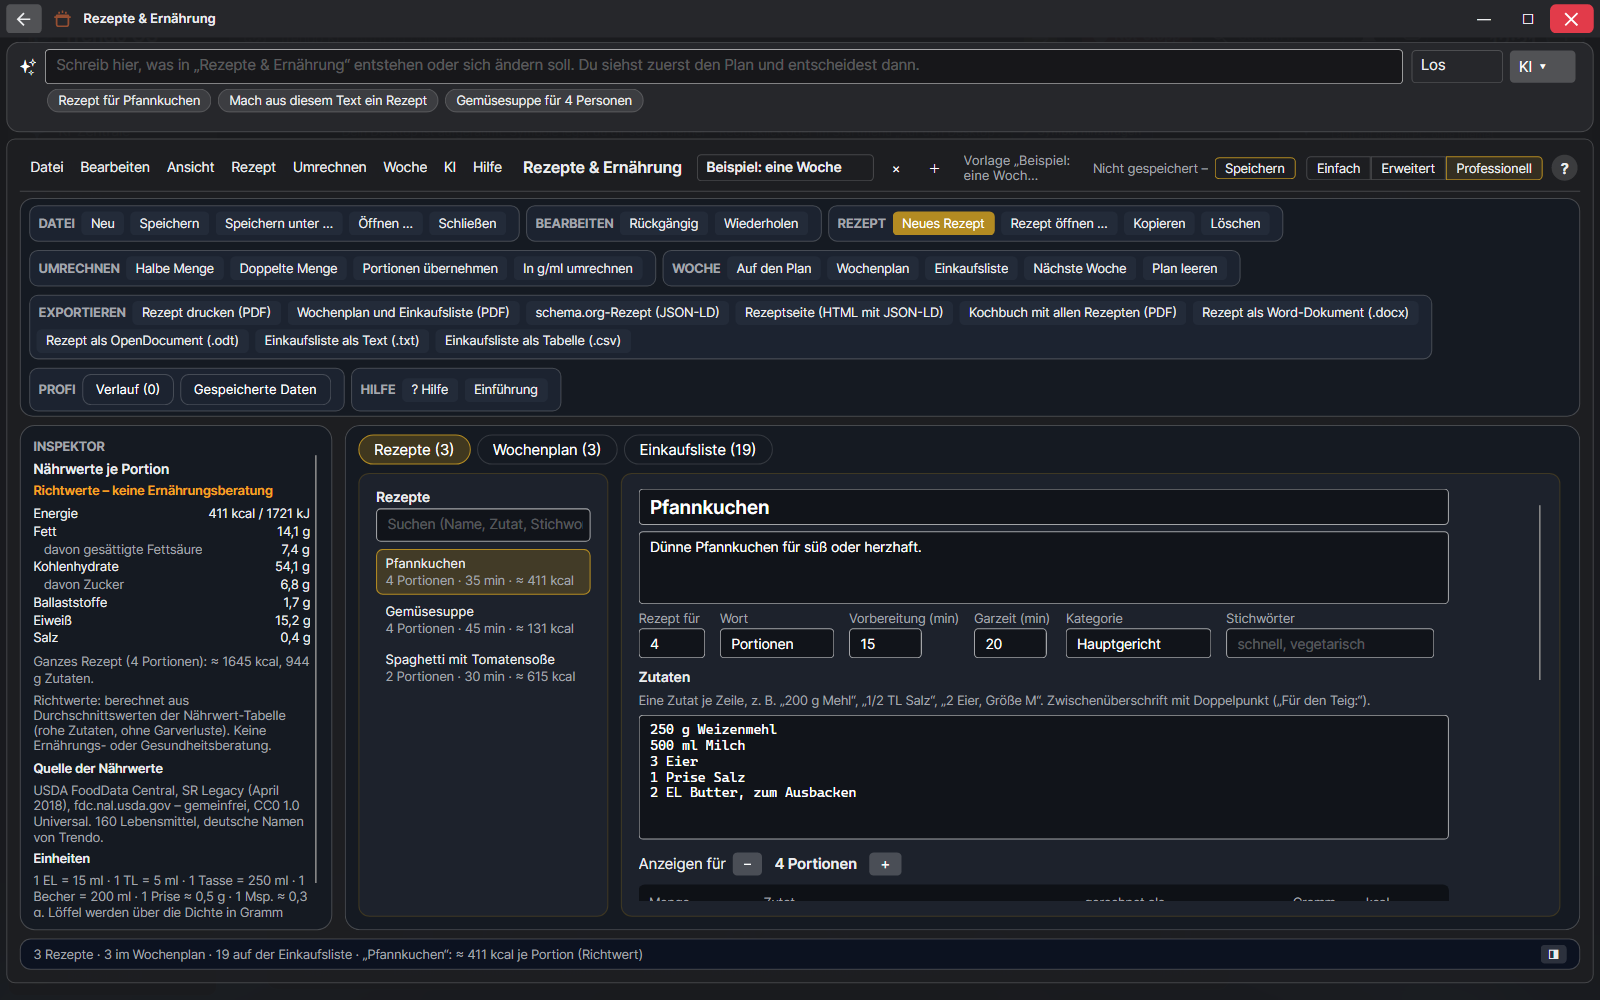 Rezepte & Ernährung
Schreib hier, was in „Rezepte & Ernährung“ entstehen oder sich ändern soll. Du siehst zuerst den Plan und entscheidest dann.
Los
KI ▾
Rezept für Pfannkuchen
Mach aus diesem Text ein Rezept
Gemüsesuppe für 4 Personen
Datei Bearbeiten Ansicht Rezept Umrechnen Woche KI Hilfe
Rezepte & Ernährung
Beispiel: eine Woche
× +
Vorlage „Beispiel:
eine Woch...
Nicht gespeichert –
Speichern
Einfach Erweitert Professionell
?
DATEI Neu Speichern Speichern unter ... Öffnen ... Schließen
BEARBEITEN Rückgängig Wiederholen
REZEPT Neues Rezept Rezept öffnen ... Kopieren Löschen
UMRECHNEN Halbe Menge Doppelte Menge Portionen übernehmen In g/ml umrechnen
WOCHE Auf den Plan Wochenplan Einkaufsliste Nächste Woche Plan leeren
EXPORTIEREN Rezept drucken (PDF) Wochenplan und Einkaufsliste (PDF) schema.org-Rezept (JSON-LD) Rezeptseite (HTML mit JSON-LD) Kochbuch mit allen Rezepten (PDF) Rezept als Word-Dokument (.docx)
Rezept als OpenDocument (.odt) Einkaufsliste als Text (.txt) Einkaufsliste als Tabelle (.csv)
PROFI Verlauf (0) Gespeicherte Daten
HILFE ? Hilfe Einführung
INSPEKTOR
Nährwerte je Portion
Richtwerte – keine Ernährungsberatung
Energie 411 kcal / 1721 kJ
Fett 14,1 g
davon gesättigte Fettsäure 7,4 g
Kohlenhydrate 54,1 g
davon Zucker 6,8 g
Ballaststoffe 1,7 g
Eiweiß 15,2 g
Salz 0,4 g
Ganzes Rezept (4 Portionen): ≈ 1645 kcal, 944
g Zutaten.
Richtwerte: berechnet aus
Durchschnittswerten der Nährwert-Tabelle
(rohe Zutaten, ohne Garverluste). Keine
Ernährungs- oder Gesundheitsberatung.
Quelle der Nährwerte
USDA FoodData Central, SR Legacy (April
2018), fdc.nal.usda.gov – gemeinfrei, CC0 1.0
Universal. 160 Lebensmittel, deutsche Namen
von Trendo.
Einheiten
1 EL = 15 ml · 1 TL = 5 ml · 1 Tasse = 250 ml · 1
Becher = 200 ml · 1 Prise ≈ 0,5 g · 1 Msp. ≈ 0,3
g. Löffel werden über die Dichte in Gramm
Rezepte (3)
Wochenplan (3)
Einkaufsliste (19)
Rezepte
Suchen (Name, Zutat, Stichwo
Pfannkuchen
4 Portionen · 35 min · ≈ 411 kcal
Gemüsesuppe
4 Portionen · 45 min · ≈ 131 kcal
Spaghetti mit Tomatensoße
2 Portionen · 30 min · ≈ 615 kcal
Pfannkuchen
Dünne Pfannkuchen für süß oder herzhaft.
Rezept für Wort Vorbereitung (min) Garzeit (min) Kategorie Stichwörter
4 Portionen 15 20 Hauptgericht schnell, vegetarisch
Zutaten
Eine Zutat je Zeile, z. B. „200 g Mehl“, „1/2 TL Salz“, „2 Eier, Größe M“. Zwischenüberschrift mit Doppelpunkt („Für den Teig:“).
250 g Weizenmehl
500 ml Milch
3 Eier
1 Prise Salz
2 EL Butter, zum Ausbacken
Anzeigen für − 4 Portionen +
Menge Zutat gerechnet als Gramm kcal
3 Rezepte · 3 im Wochenplan · 19 auf der Einkaufsliste · „Pfannkuchen“: ≈ 411 kcal je Portion (Richtwert)